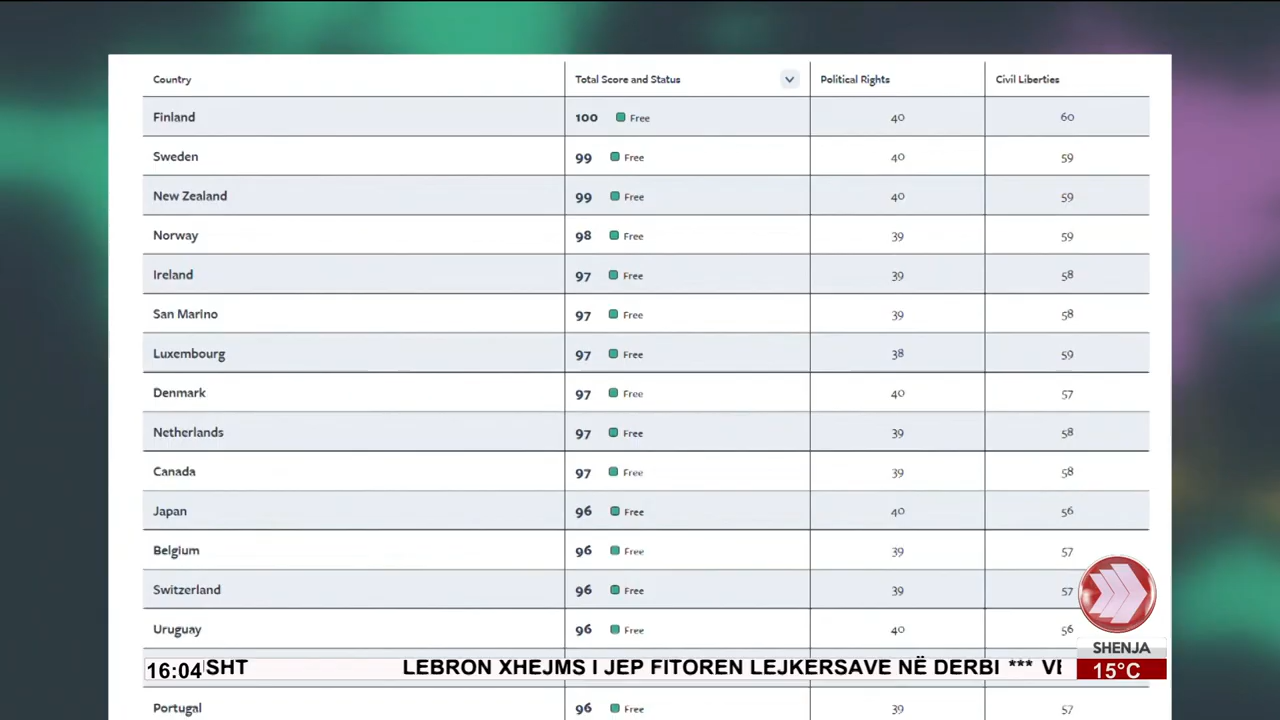 Country Total Score and Status Political Rights Civil Liberties
Finland 100 Free 40 60
Sweden 99 Free 40 59
New Zealand 99 Free 40 59
Norway 98 Free 39 59
Ireland 97 Free 39 58
San Marino 97 Free 39 58
Luxembourg 97 Free 38 59
Denmark 97 Free 40 57
Netherlands 97 Free 39 58
Canada 97 Free 39 58
Japan 96 Free 40 56
Belgium 96 Free 39 57
Switzerland 96 Free 39 57
Uruguay 96 Free 40 56
SHENJA
16:04 SHT LEBRON XHEJMS I JEP FITOREN LEJKERSAVE NË DERBI *** 15°C
Portugal 96 Free 39 57